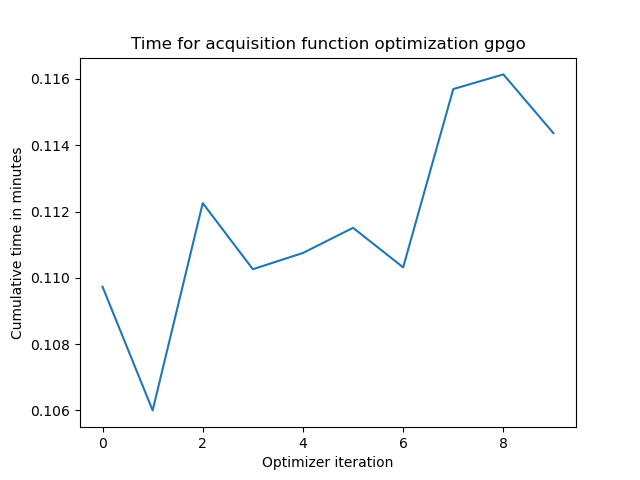 Time for acquisition function optimization gpgo
Cumulative time in minutes
0.116
0.114
0.112
0.110
0.108
0.106
0 2 4 6 8
Optimizer iteration